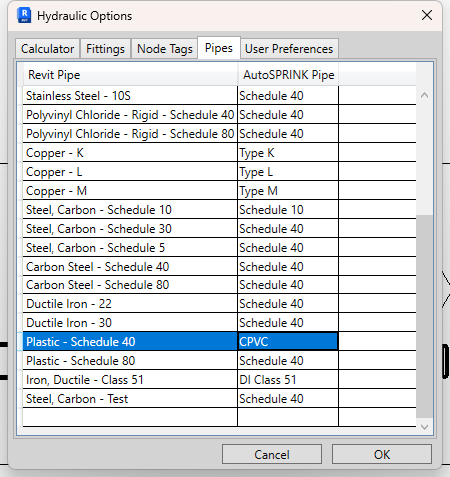 Hydraulic Options
Calculator Fittings Node Tags Pipes User Preferences
Revit Pipe AutoSPRINK Pipe
Stainless Steel - 10S Schedule 40
Polyvinyl Chloride - Rigid - Schedule 40 Schedule 40
Polyvinyl Chloride - Rigid - Schedule 80 Schedule 40
Copper - K Type K
Copper - L Type L
Copper - M Type M
Steel, Carbon - Schedule 10 Schedule 10
Steel, Carbon - Schedule 30 Schedule 40
Steel, Carbon - Schedule 5 Schedule 40
Carbon Steel - Schedule 40 Schedule 40
Carbon Steel - Schedule 80 Schedule 40
Ductile Iron - 22 Schedule 40
Ductile Iron - 30 Schedule 40
Plastic - Schedule 40 CPVC
Plastic - Schedule 80 Schedule 40
Iron, Ductile - Class 51 DI Class 51
Steel, Carbon - Test Schedule 40
Cancel OK